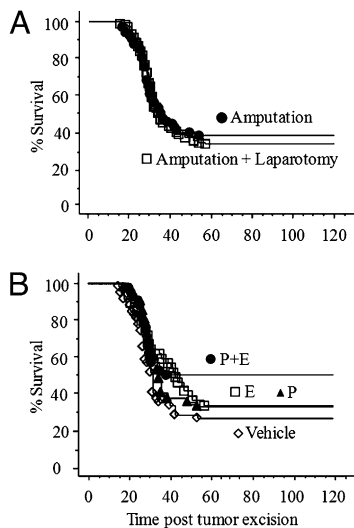 A
% Survival
100
80
60
40
20
0
Amputation
Amputation + Laparotomy
0 20 40 60 80 100 120
B
% Survival
100
80
60
40
20
0
P+E
E P
Vehicle
0 20 40 60 80 100 120
Time post tumor excision